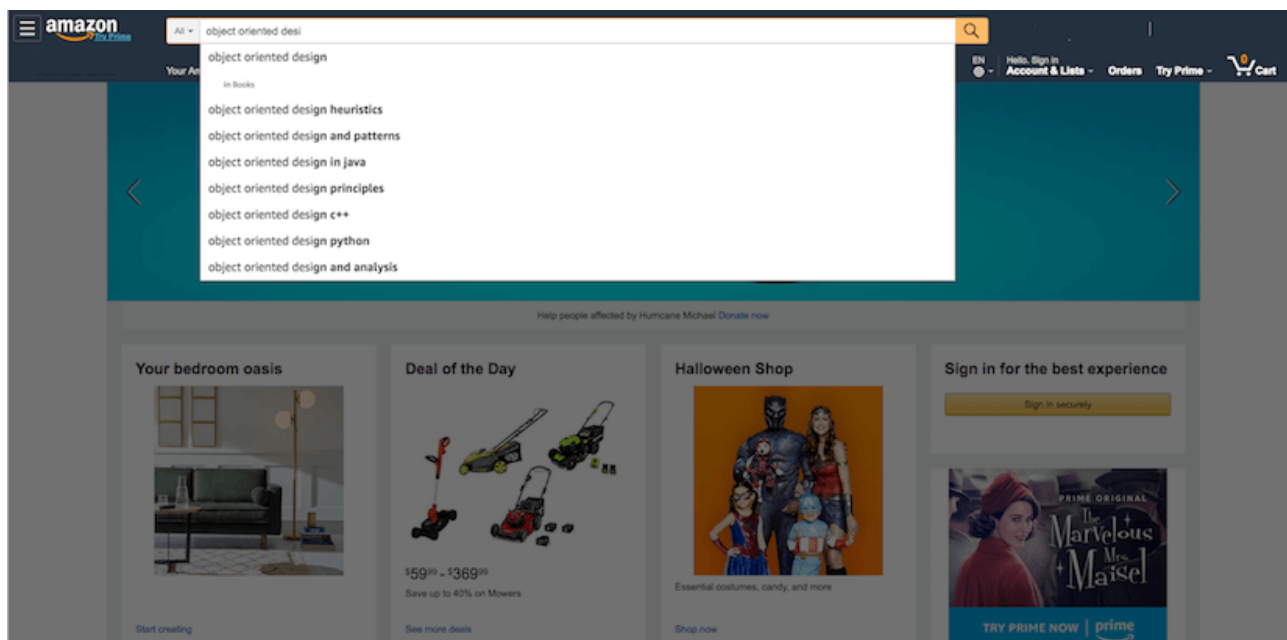 amazon
Try Prime
All
object oriented desi
object oriented design
in Books
object oriented design heuristics
object oriented design and patterns
object oriented design in java
object oriented design principles
object oriented design c++
object oriented design python
object oriented design and analysis
Your Am
EN
Hello. Sign in
Account & Lists
Orders
Try Prime
0
Cart
Help people affected by Hurricane Michael Donate now
Your bedroom oasis
Start creating
Deal of the Day
$59⁹⁹ - $369⁹⁹
Save up to 40% on Mowers
See more deals
Halloween Shop
Essential costumes, candy, and more
Shop now
Sign in for the best experience
Sign in securely
PRIME ORIGINAL
The
Marvelous
Mrs.
Maisel
TRY PRIME NOW | prime